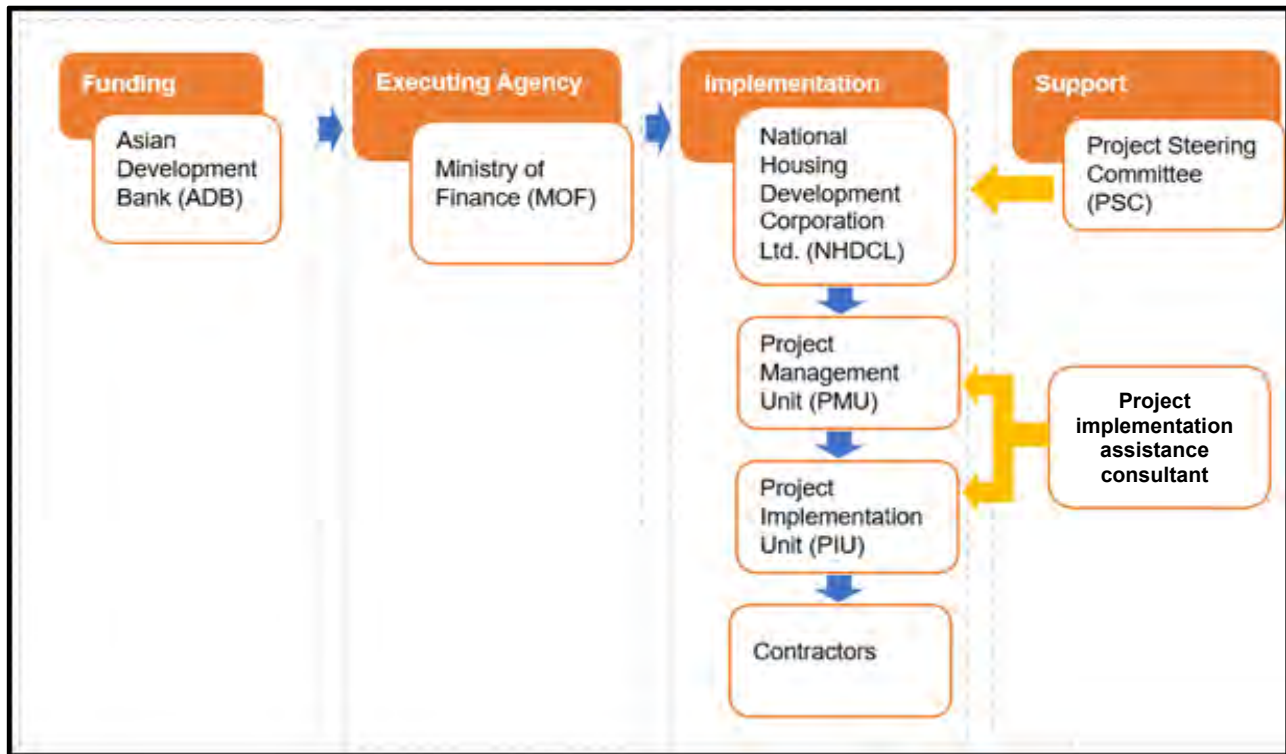 Funding
Asian
Development
Bank (ADB)
Executing Agency
Ministry of
Finance (MOF)
Implementation
National
Housing
Development
Corporation
Ltd. (NHDCL)
Project
Management
Unit (PMU)
Project
Implementation
Unit (PIU)
Contractors
Support
Project Steering
Committee
(PSC)
Project
implementation
assistance
consultant